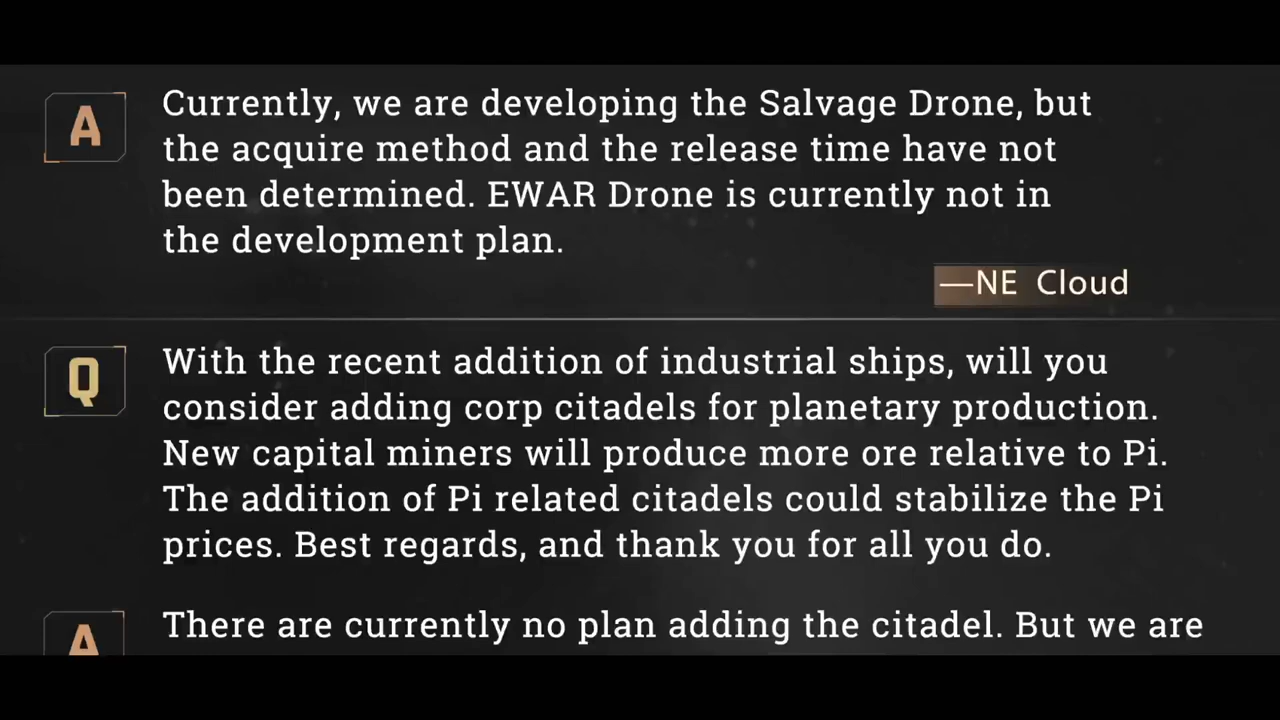 A
Currently, we are developing the Salvage Drone, but
the acquire method and the release time have not
been determined. EWAR Drone is currently not in
the development plan.
—NE Cloud
Q
With the recent addition of industrial ships, will you
consider adding corp citadels for planetary production.
New capital miners will produce more ore relative to Pi.
The addition of Pi related citadels could stabilize the Pi
prices. Best regards, and thank you for all you do.
A
There are currently no plan adding the citadel. But we are